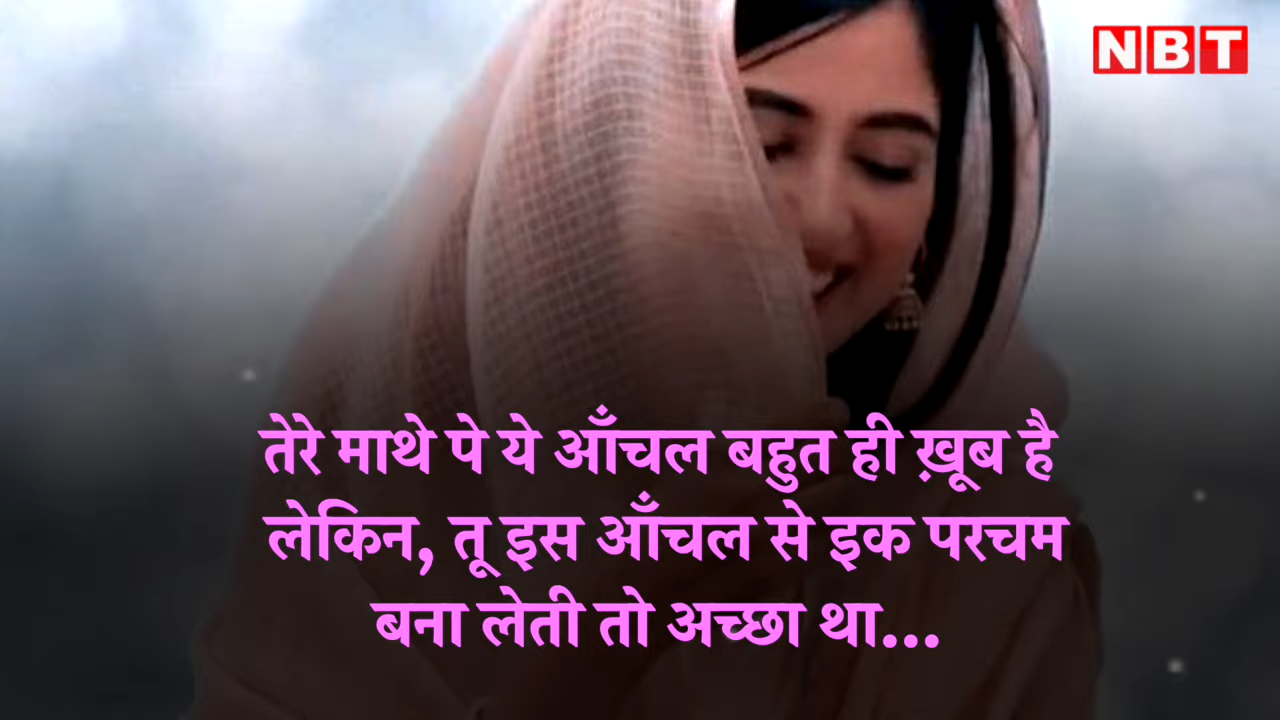 NBT
तेरे माथे पे ये आँचल बहुत ही ख़ूब है
लेकिन, तू इस आँचल से इक परचम
बना लेती तो अच्छा था...